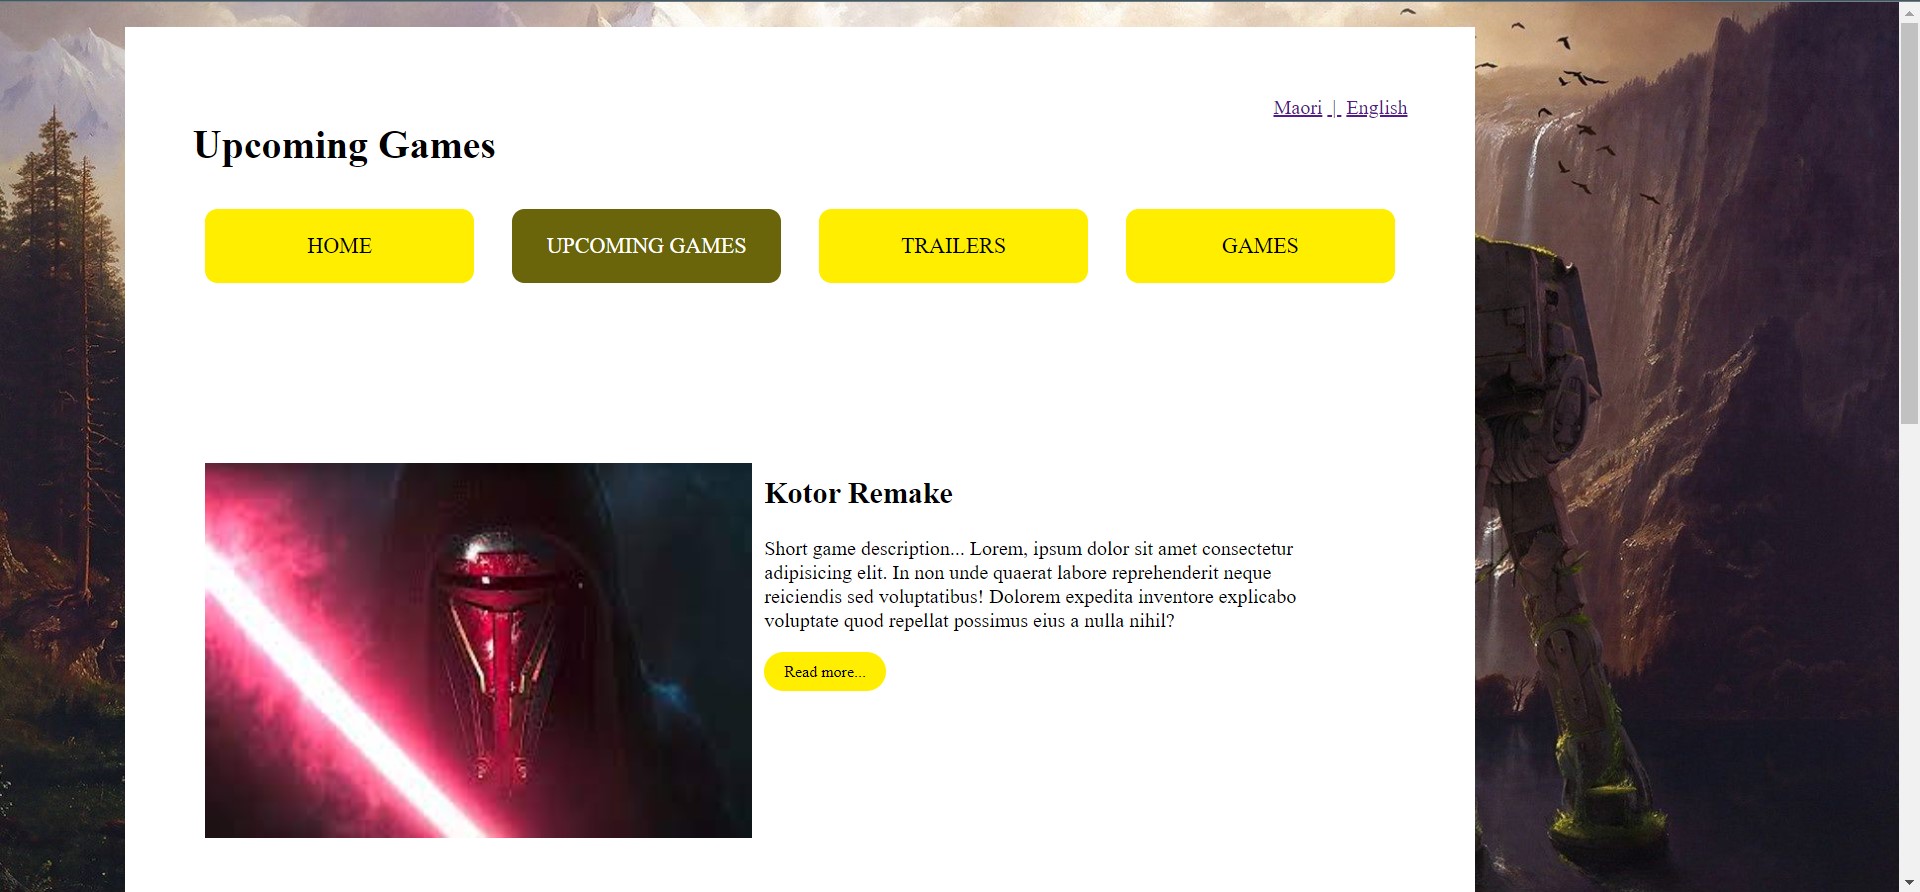 Maori | English
Upcoming Games
HOME
UPCOMING GAMES
TRAILERS
GAMES
Kotor Remake
Short game description... Lorem, ipsum dolor sit amet consectetur
adipisicing elit. In non unde quaerat labore reprehenderit neque
reiciendis sed voluptatibus! Dolorem expedita inventore explicabo
voluptate quod repellat possimus eius a nulla nihil?
Read more...